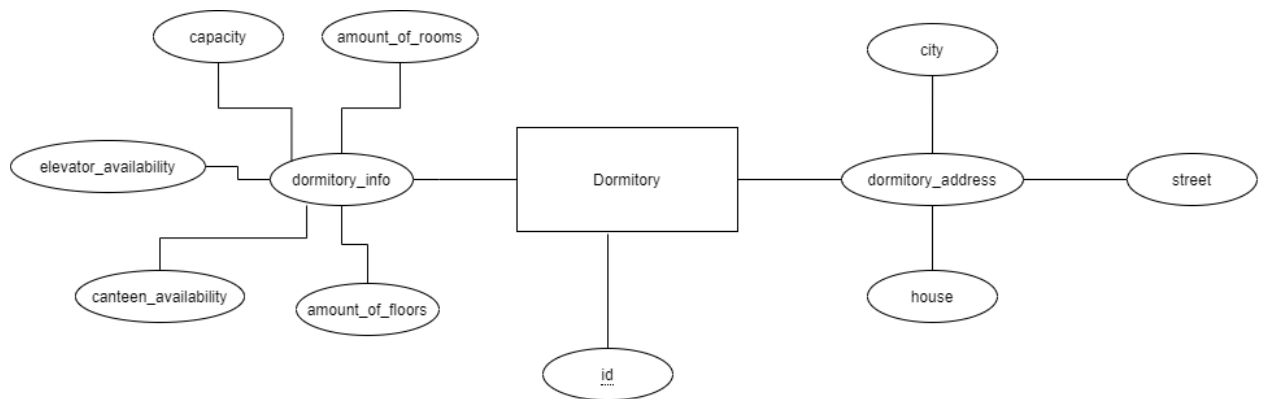 capacity
amount_of_rooms
city
elevator_availability
dormitory_info
Dormitory
dormitory_address
street
canteen_availability
amount_of_floors
house
id